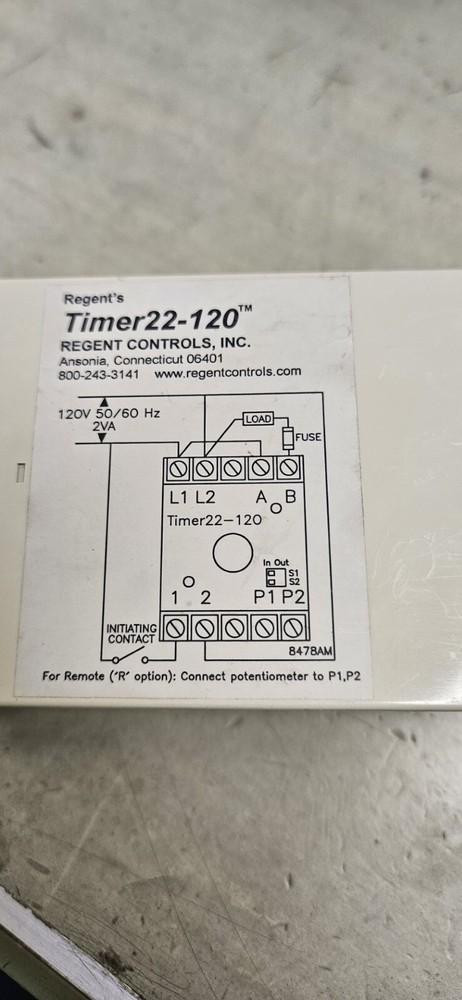 Regent's
Timer22-120™
REGENT CONTROLS, INC.
Ansonia, Connecticut 06401
800-243-3141 www.regentcontrols.com
120V 50/60 Hz
2VA
LOAD
FUSE
L1 L2 A B
Timer22-120
In Out
S1
S2
1 2 P1 P2
INITIATING
CONTACT
8478AM
For Remote ('R' option): Connect potentiometer to P1,P2